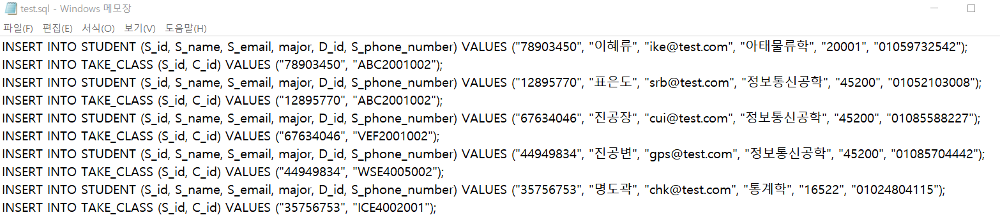 test.sql - Windows 메모장
파일(F) 편집(E) 서식(O) 보기(V) 도움말(H)
INSERT INTO STUDENT (S_id, S_name, S_email, major, D_id, S_phone_number) VALUES ("78903450", "이혜류", "ike@test.com", "아태물류학", "20001", "01059732542");
INSERT INTO TAKE_CLASS (S_id, C_id) VALUES ("78903450", "ABC2001002");
INSERT INTO STUDENT (S_id, S_name, S_email, major, D_id, S_phone_number) VALUES ("12895770", "표은도", "srb@test.com", "정보통신공학", "45200", "01052103008");
INSERT INTO TAKE_CLASS (S_id, C_id) VALUES ("12895770", "ABC2001002");
INSERT INTO STUDENT (S_id, S_name, S_email, major, D_id, S_phone_number) VALUES ("67634046", "진공장", "cui@test.com", "정보통신공학", "45200", "01085588227");
INSERT INTO TAKE_CLASS (S_id, C_id) VALUES ("67634046", "VEF2001002");
INSERT INTO STUDENT (S_id, S_name, S_email, major, D_id, S_phone_number) VALUES ("44949834", "진공변", "gps@test.com", "정보통신공학", "45200", "01085704442");
INSERT INTO TAKE_CLASS (S_id, C_id) VALUES ("44949834", "WSE4005002");
INSERT INTO STUDENT (S_id, S_name, S_email, major, D_id, S_phone_number) VALUES ("35756753", "명도곽", "chk@test.com", "통계학", "16522", "01024804115");
INSERT INTO TAKE_CLASS (S_id, C_id) VALUES ("35756753", "ICE4002001");